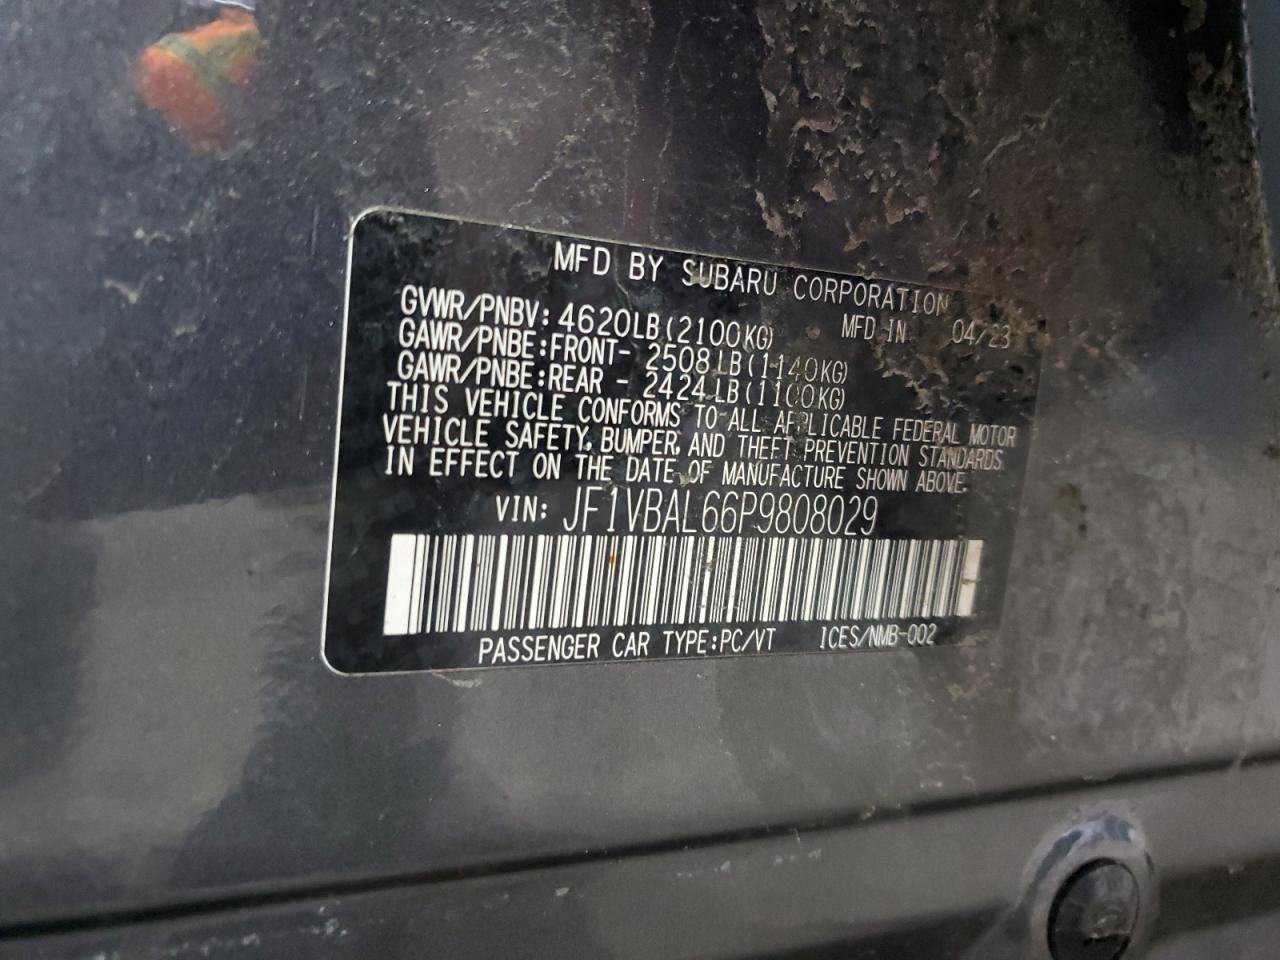 MFD BY SUBARU CORPORATION
GVWR/PNBV: 4620LB(2100KG) MFD IN 04/23
GAWR/PNBE:FRONT- 2508LB(1140KG)
GAWR/PNBE:REAR - 2424LB(1100KG)
THIS VEHICLE CONFORMS TO ALL APPLICABLE FEDERAL MOTOR
VEHICLE SAFETY, BUMPER, AND THEFT PREVENTION STANDARDS
IN EFFECT ON THE DATE OF MANUFACTURE SHOWN ABOVE.
VIN: JF1VBAL66P9808029
PASSENGER CAR TYPE:PC/VT ICES/NMB-002